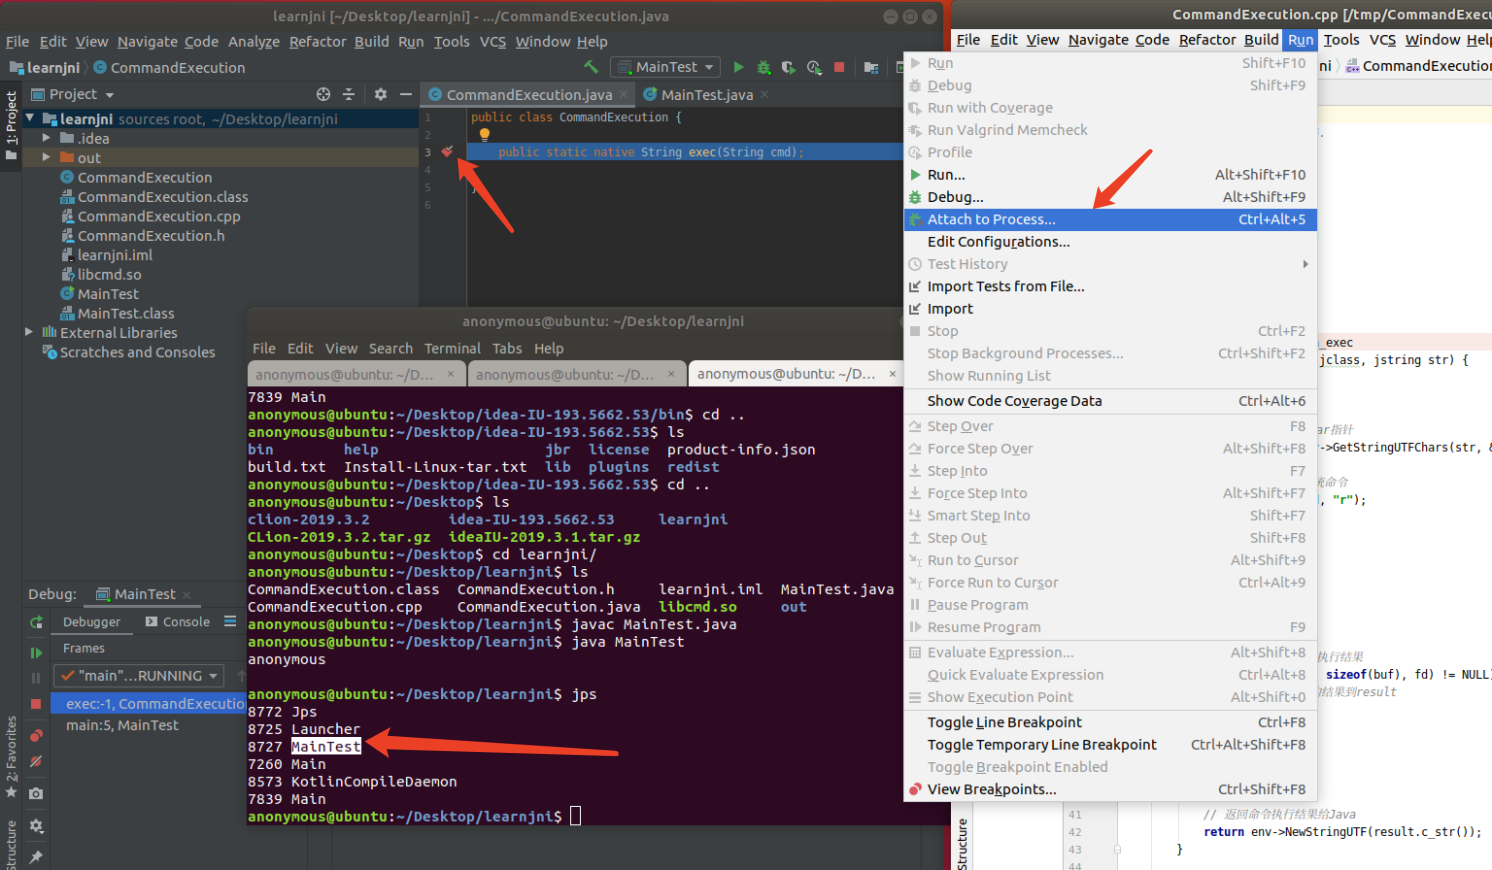 learnjni [~/Desktop/learnjni] - .../CommandExecution.java
File Edit View Navigate Code Analyze Refactor Build Run Tools VCS Window Help
learnjni CommandExecution
MainTest
1: Project
Project
CommandExecution.java
MainTest.java
learnjni sources root, ~/Desktop/learnjni
.idea
out
CommandExecution
CommandExecution.class
CommandExecution.cpp
CommandExecution.h
learnjni.iml
libcmd.so
MainTest
MainTest.class
External Libraries
Scratches and Consoles
1 public class CommandExecution {
2
3 public static native String exec(String cmd);
4
5 }
6
anonymous@ubuntu: ~/Desktop/learnjni
File Edit View Search Terminal Tabs Help
anonymous@ubuntu: ~/D... × anonymous@ubuntu: ~/D... × anonymous@ubuntu: ~/D... ×
7839 Main
anonymous@ubuntu:~/Desktop/idea-IU-193.5662.53/bin$ cd ..
anonymous@ubuntu:~/Desktop/idea-IU-193.5662.53$ ls
bin help jbr license product-info.json
build.txt Install-Linux-tar.txt lib plugins redist
anonymous@ubuntu:~/Desktop/idea-IU-193.5662.53$ cd ..
anonymous@ubuntu:~/Desktop$ ls
clion-2019.3.2 idea-IU-193.5662.53 learnjni
CLion-2019.3.2.tar.gz ideaIU-2019.3.1.tar.gz
anonymous@ubuntu:~/Desktop$ cd learnjni/
anonymous@ubuntu:~/Desktop/learnjni$ ls
CommandExecution.class CommandExecution.h learnjni.iml MainTest.java
CommandExecution.cpp CommandExecution.java libcmd.so out
anonymous@ubuntu:~/Desktop/learnjni$ javac MainTest.java
anonymous@ubuntu:~/Desktop/learnjni$ java MainTest
anonymous
anonymous@ubuntu:~/Desktop/learnjni$ jps
8772 Jps
8725 Launcher
8727 MainTest
7260 Main
8573 KotlinCompileDaemon
7839 Main
anonymous@ubuntu:~/Desktop/learnjni$
Debug: MainTest ×
Debugger Console
Frames
"main"...RUNNING
exec:-1, CommandExecutio
main:5, MainTest
2: Favorites
Structure
CommandExecution.cpp [/tmp/CommandExecu
File Edit View Navigate Code Refactor Build Run Tools VCS Window Hel
ni CommandExecution
Run Shift+F10
Debug Shift+F9
Run with Coverage
Run Valgrind Memcheck
Profile
Run... Alt+Shift+F10
Debug... Alt+Shift+F9
Attach to Process... Ctrl+Alt+5
Edit Configurations...
Test History
Import Tests from File...
Import
Stop Ctrl+F2
Stop Background Processes... Ctrl+Shift+F2
Show Running List
Show Code Coverage Data Ctrl+Alt+6
Step Over F8
Force Step Over Alt+Shift+F8
Step Into F7
Force Step Into Alt+Shift+F7
Smart Step Into Shift+F7
Step Out Shift+F8
Run to Cursor Alt+Shift+9
Force Run to Cursor Ctrl+Alt+9
Pause Program
Resume Program F9
Evaluate Expression... Alt+Shift+8
Quick Evaluate Expression Ctrl+Alt+8
Show Execution Point Alt+Shift+0
Toggle Line Breakpoint Ctrl+F8
Toggle Temporary Line Breakpoint Ctrl+Alt+Shift+F8
Toggle Breakpoint Enabled
View Breakpoints... Ctrl+Shift+F8
_exec
jclass, jstring str) {
ar指针
->GetStringUTFChars(str, &
统命令
, "r");
执行结果
sizeof(buf), fd) != NULL)
结果到result
41 // 返回命令执行结果给Java
42 return env->NewStringUTF(result.c_str());
43 }
44
Structure